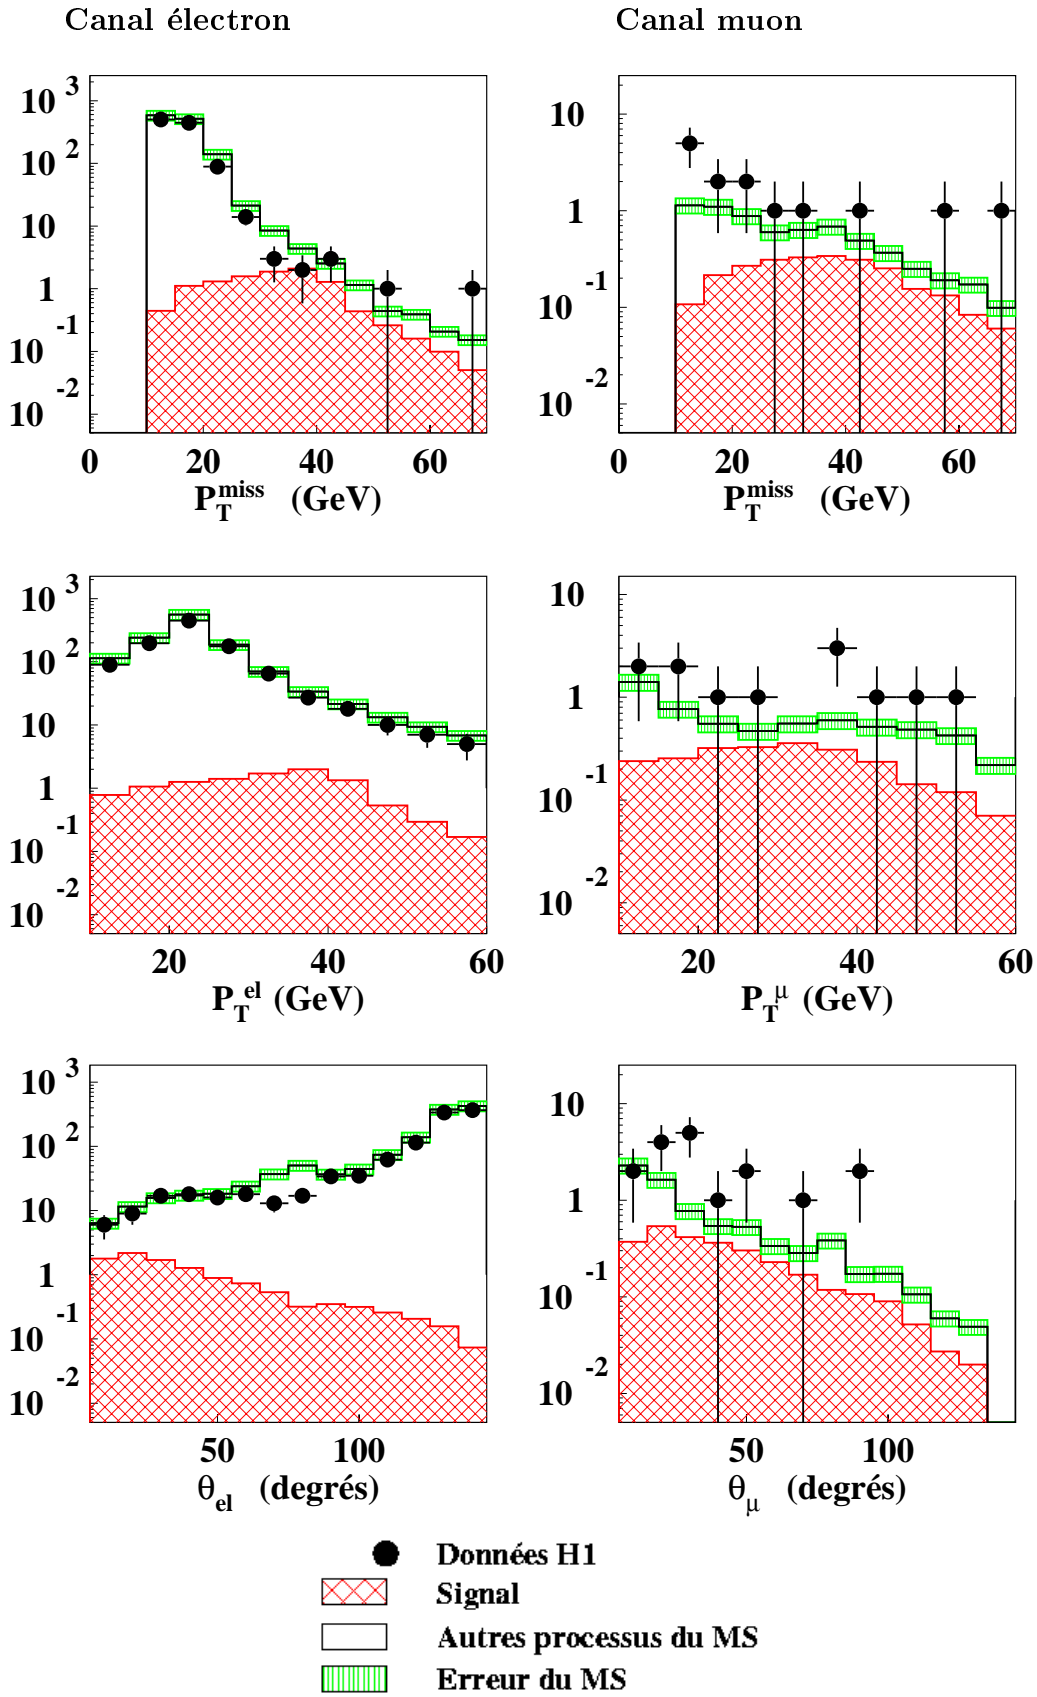 Canal électron Canal muon
10^3
10^2
10
1
10^-1
10^-2
0 20 40 60
P_T^miss (GeV)
10
1
10^-1
10^-2
0 20 40 60
P_T^miss (GeV)
10^3
10^2
10
1
10^-1
10^-2
20 40 60
P_T^el (GeV)
10
1
10^-1
10^-2
20 40 60
P_T^μ (GeV)
10^3
10^2
10
1
10^-1
10^-2
50 100
θ_el (degrés)
10
1
10^-1
10^-2
50 100
θ_μ (degrés)
Données H1
Signal
Autres processus du MS
Erreur du MS